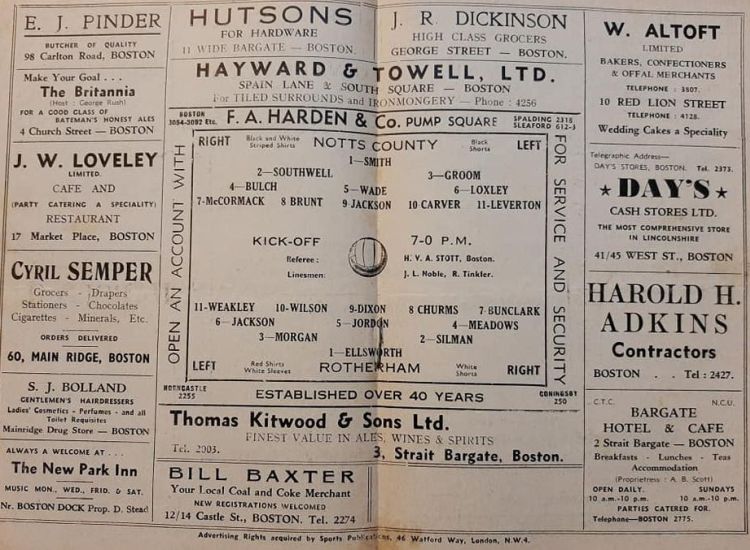 E. J. PINDER
BUTCHER OF QUALITY
98 Carlton Road, BOSTON
Make Your Goal . . .
The Britannia
(Host : George Rush)
FOR A GOOD GLASS OF
BATEMAN'S HONEST ALES
4 Church Street — BOSTON
J. W. LOVELEY
LIMITED.
CAFE AND
(PARTY CATERING A SPECIALITY)
RESTAURANT
17 Market Place, BOSTON
CYRIL SEMPER
Grocers - Drapers
Stationers - Chocolates
Cigarettes - Minerals, Etc.
ORDERS DELIVERED
60, MAIN RIDGE, BOSTON
S. J. BOLLAND
GENTLEMEN'S HAIRDRESSERS
Ladies' Cosmetics - Perfumes - and all
Toilet Requisites
Mainridge Drug Store — BOSTON
ALWAYS A WELCOME AT . . .
The New Park Inn
MUSIC MON., WED., FRID. & SAT.
Nr. BOSTON DOCK Prop. D. Stead
HUTSONS
FOR HARDWARE
11 WIDE BARGATE — BOSTON.
J. R. DICKINSON
HIGH CLASS GROCERS
GEORGE STREET — BOSTON.
HAYWARD & TOWELL, LTD.
SPAIN LANE & SOUTH SQUARE — BOSTON
For TILED SURROUNDS and IRONMONGERY — Phone : 4256
BOSTON
3054-3092 Etc.
F. A. HARDEN & Co. PUMP SQUARE
SPALDING 2318
SLEAFORD 612-3
OPEN AN ACCOUNT WITH
RIGHT
Black and White
Striped Shirts
NOTTS COUNTY
Black
Shorts
LEFT
1—SMITH
2—SOUTHWELL
3—GROOM
4—BULCH
5—WADE
6—LOXLEY
7-McCORMACK 8 BRUNT 9 JACKSON 10 CARVER 11-LEVERTON
KICK-OFF 7-0 P.M.
Referee : H. V. A. STOTT, Boston.
Linesmen: J. L. Noble, R. Tinkler.
11-WEAKLEY 10-WILSON 9-DIXON 8 CHURMS 7 BUNCLARK
6—JACKSON 5-JORDON 4—MEADOWS
3—MORGAN 2—SILMAN
1—ELLSWORTH
LEFT
Red Shirts
White Sleeves
ROTHERHAM
White
Shorts
RIGHT
FOR SERVICE AND SECURITY
HORNCASTLE
2255
ESTABLISHED OVER 40 YEARS
CONINGSBY
250
Thomas Kitwood & Sons Ltd.
FINEST VALUE IN ALES, WINES & SPIRITS
Tel. 2003. 3, Strait Bargate, Boston.
BILL BAXTER
Your Local Coal and Coke Merchant
NEW REGISTRATIONS WELCOMED
12/14 Castle St., BOSTON. Tel. 2274
W. ALTOFT
LIMITED
BAKERS, CONFECTIONERS
& OFFAL MERCHANTS
TELEPHONE : 3507.
10 RED LION STREET
TELEPHONE : 4128.
Wedding Cakes a Speciality
Telegraphic Address—
DAY'S STORES, BOSTON. Tel. 2373.
★ DAY'S ★
CASH STORES LTD.
THE MOST COMPREHENSIVE STORE
IN LINCOLNSHIRE
41/45 WEST ST., BOSTON
HAROLD H.
ADKINS
Contractors
BOSTON . . Tel : 2427.
C.T.C. N.C.U.
BARGATE
HOTEL & CAFE
2 Strait Bargate — BOSTON
Breakfasts - Lunches - Teas
Accommodation
(Proprietress : A. B. Scott)
OPEN DAILY. SUNDAYS
10 a.m.-10 p.m. 10 a.m.-10 p.m.
PARTIES CATERED FOR.
Telephone—BOSTON 2775.
Advertising Rights acquired by Sports Publications, 46 Watford Way, London, N.W.4.